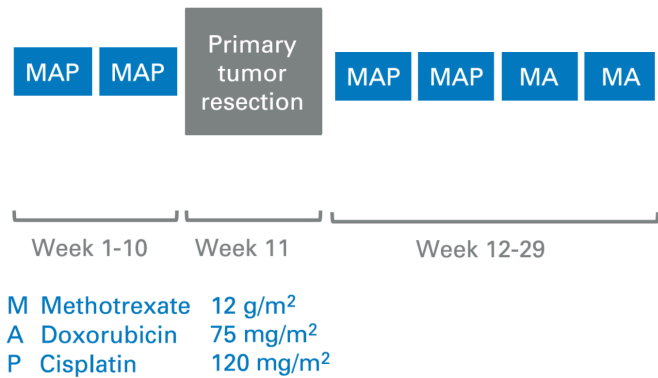 MAP MAP
Primary
tumor
resection
MAP MAP MA MA
Week 1-10 Week 11 Week 12-29
M Methotrexate 12 g/m²
A Doxorubicin 75 mg/m²
P Cisplatin 120 mg/m²